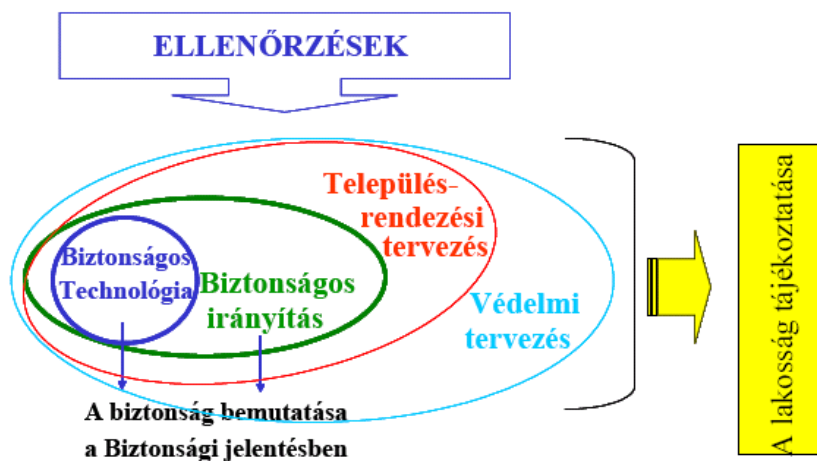 ELLENŐRZÉSEK
Település-
rendezési
tervezés
Biztonságos
Technológia
Biztonságos
irányítás
Védelmi
tervezés
A biztonság bemutatása
a Biztonsági jelentésben
A lakosság tájékoztatása